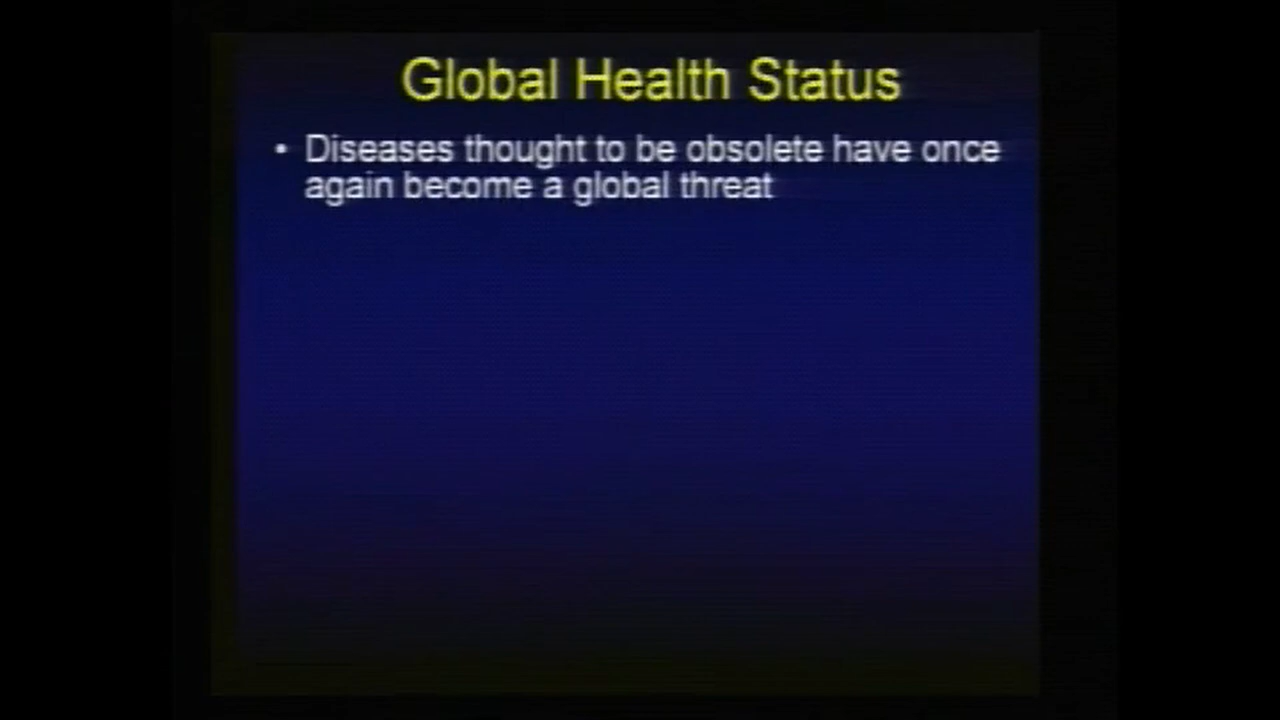 Global Health Status
• Diseases thought to be obsolete have once
again become a global threat